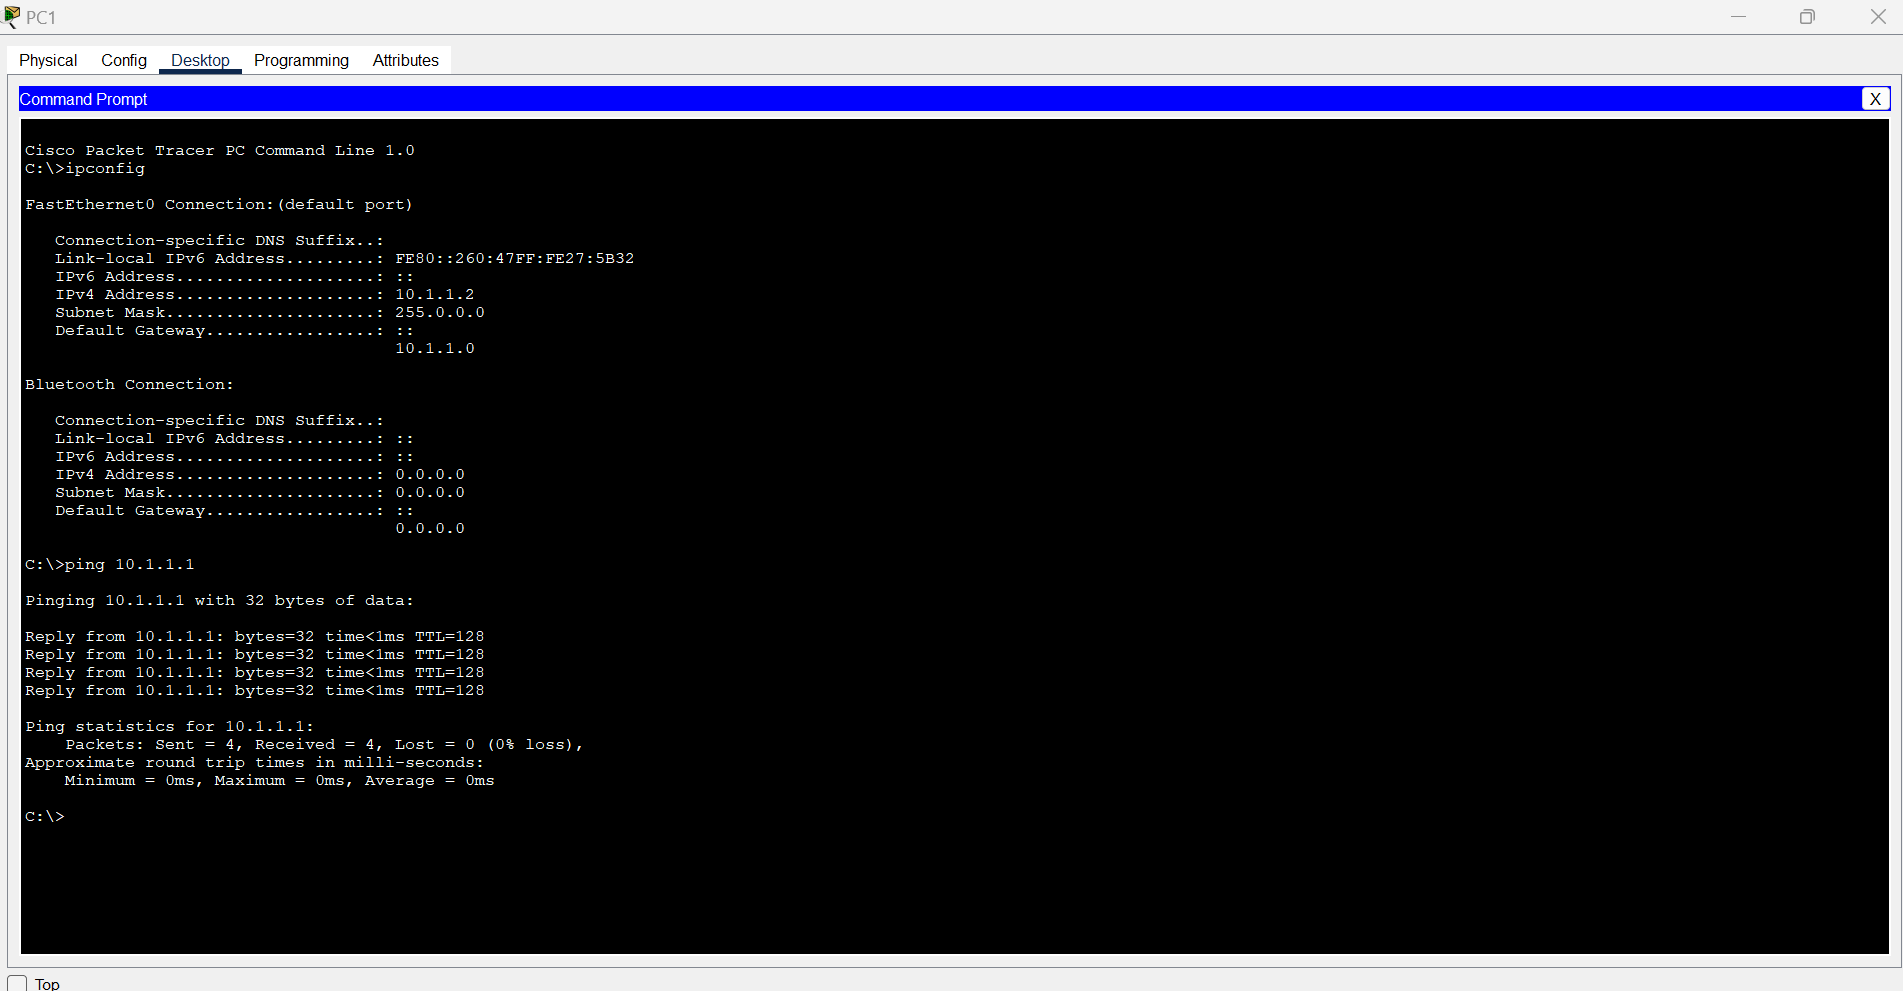 PC1
Physical Config Desktop Programming Attributes
Command Prompt X
Cisco Packet Tracer PC Command Line 1.0
C:\>ipconfig
FastEthernet0 Connection:(default port)
Connection-specific DNS Suffix..:
Link-local IPv6 Address.........: FE80::260:47FF:FE27:5B32
IPv6 Address....................: ::
IPv4 Address....................: 10.1.1.2
Subnet Mask.....................: 255.0.0.0
Default Gateway.................: ::
10.1.1.0
Bluetooth Connection:
Connection-specific DNS Suffix..:
Link-local IPv6 Address.........: ::
IPv6 Address....................: ::
IPv4 Address....................: 0.0.0.0
Subnet Mask.....................: 0.0.0.0
Default Gateway.................: ::
0.0.0.0
C:\>ping 10.1.1.1
Pinging 10.1.1.1 with 32 bytes of data:
Reply from 10.1.1.1: bytes=32 time<1ms TTL=128
Reply from 10.1.1.1: bytes=32 time<1ms TTL=128
Reply from 10.1.1.1: bytes=32 time<1ms TTL=128
Reply from 10.1.1.1: bytes=32 time<1ms TTL=128
Ping statistics for 10.1.1.1:
Packets: Sent = 4, Received = 4, Lost = 0 (0% loss),
Approximate round trip times in milli-seconds:
Minimum = 0ms, Maximum = 0ms, Average = 0ms
C:\>
Top